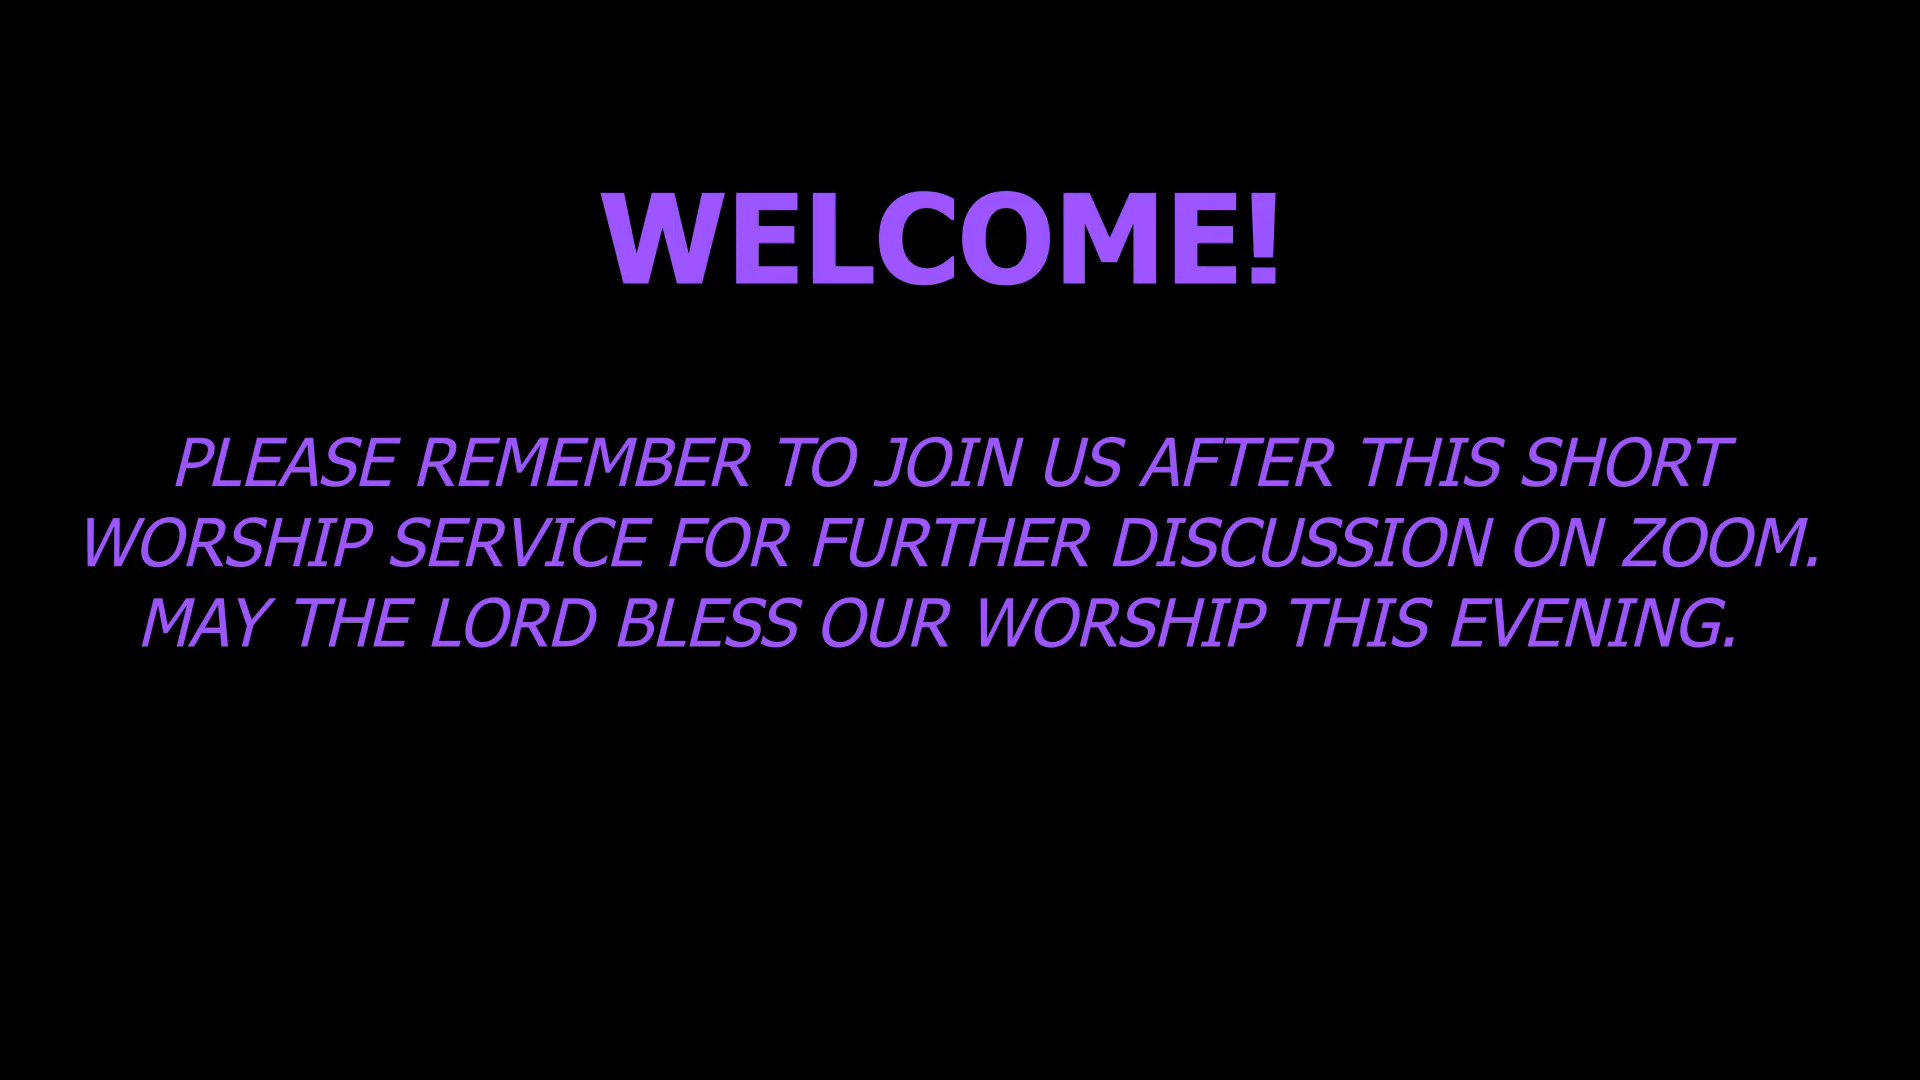 WELCOME!
PLEASE REMEMBER TO JOIN US AFTER THIS SHORT
WORSHIP SERVICE FOR FURTHER DISCUSSION ON ZOOM.
MAY THE LORD BLESS OUR WORSHIP THIS EVENING.